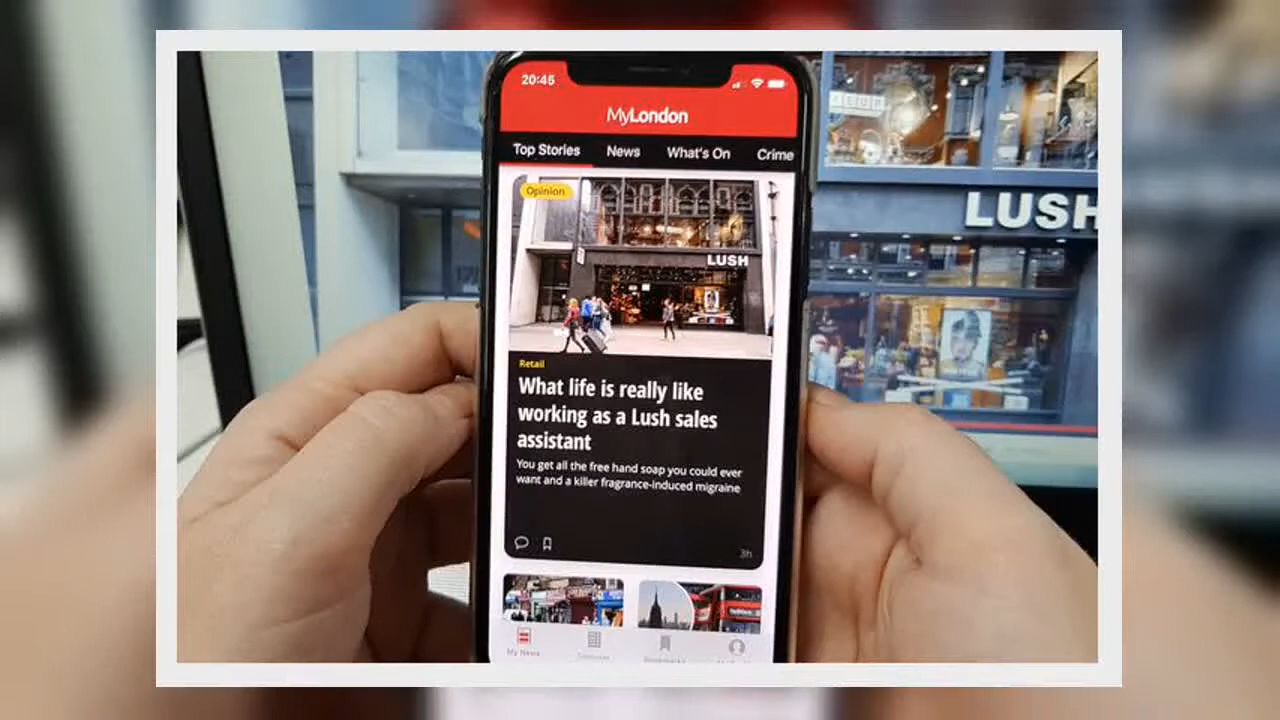 20:45
MyLondon
Top Stories News What's On Crime
Opinion
LUSH
LUSH
Retail
What life is really like
working as a Lush sales
assistant
You get all the free hand soap you could ever
want and a killer fragrance-induced migraine
3h
My News